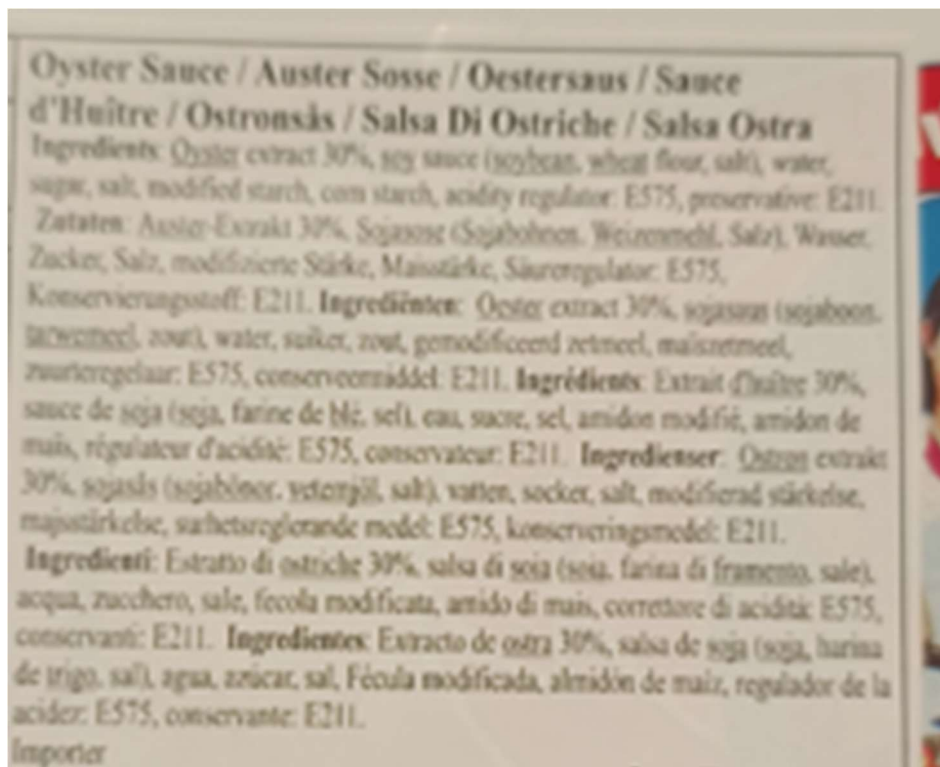 Oyster Sauce / Auster Sosse / Oestersaus / Sauce
d'Huître / Ostronsås / Salsa Di Ostriche / Salsa Ostra
Ingredients: Oyster extract 30%, soy sauce (soybean, wheat flour, salt), water,
sugar, salt, modified starch, corn starch, acidity regulator: E575, preservative: E211.
Zutaten: Auster-Extrakt 30%, Sojasose (Sojabohnen, Weizenmehl, Salz), Wasser,
Zucker, Salz, modifizierte Stärke, Maisstärke, Säureregulator: E575,
Konservierungsstoff: E211. Ingrediënten: Oester extract 30%, sojasaus (sojaboon,
tarwemeel, zout), water, suiker, zout, gemodificeerd zetmeel, maïszetmeel,
zuurteregelaar: E575, conserveermiddel: E211. Ingrédients: Extrait d'huître 30%,
sauce de soja (soja, farine de blé, sel), eau, sucre, sel, amidon modifié, amidon de
maïs, régulateur d'acidité: E575, conservateur: E211. Ingredienser: Ostron extrakt
30%, sojasås (sojabönor, vetemjöl, salt), vatten, socker, salt, modifierad stärkelse,
majsstärkelse, surhetsreglerande medel: E575, konserveringsmedel: E211.
Ingredienti: Estratto di ostriche 30%, salsa di soia (soia, farina di framento, sale),
acqua, zucchero, sale, fecola modificata, amido di mais, correttore di acidità: E575,
conservanti: E211. Ingredientes: Extracto de ostra 30%, salsa de soja (soja, harina
de trigo, sal), agua, azúcar, sal, Fécula modificada, almidón de maíz, regulador de la
acidez: E575, conservante: E211.
Importer